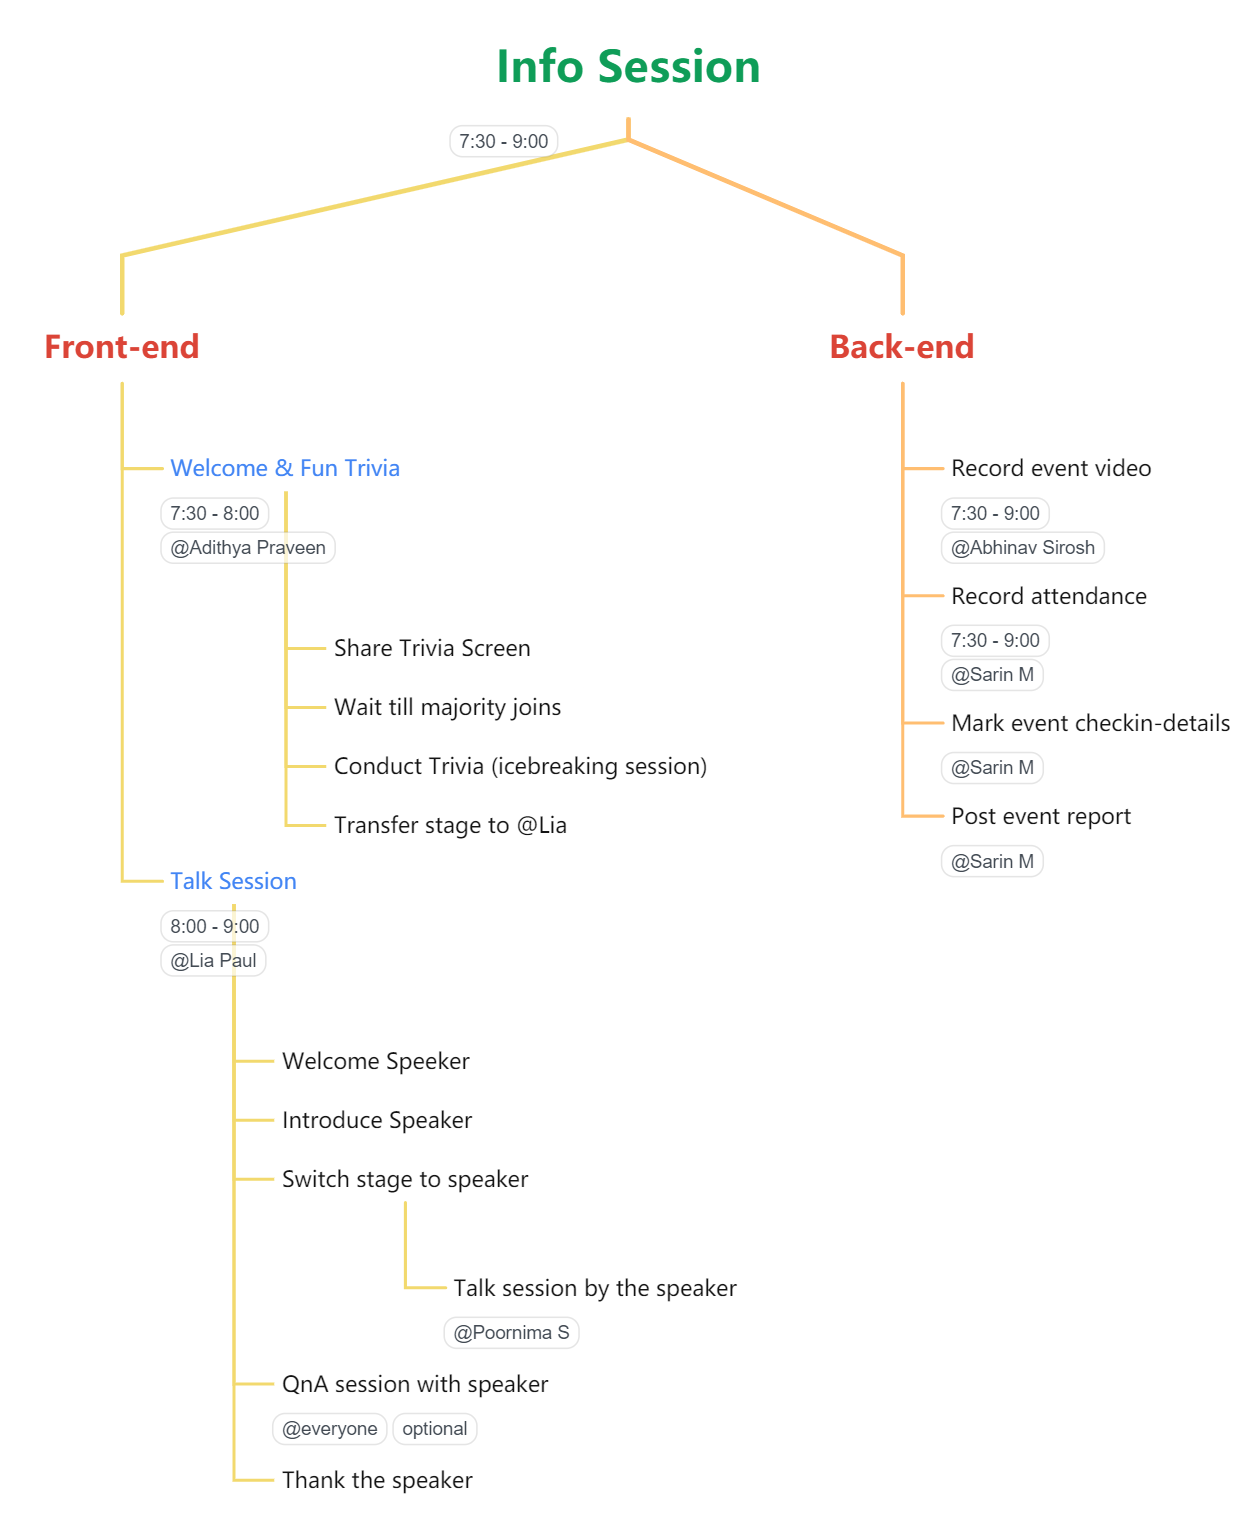 Info Session
7:30 - 9:00
Front-end
Welcome & Fun Trivia
7:30 - 8:00
@Adithya Praveen
Share Trivia Screen
Wait till majority joins
Conduct Trivia (icebreaking session)
Transfer stage to @Lia
Talk Session
8:00 - 9:00
@Lia Paul
Welcome Speeker
Introduce Speaker
Switch stage to speaker
Talk session by the speaker
@Poornima S
QnA session with speaker
@everyone optional
Thank the speaker
Back-end
Record event video
7:30 - 9:00
@Abhinav Sirosh
Record attendance
7:30 - 9:00
@Sarin M
Mark event checkin-details
@Sarin M
Post event report
@Sarin M